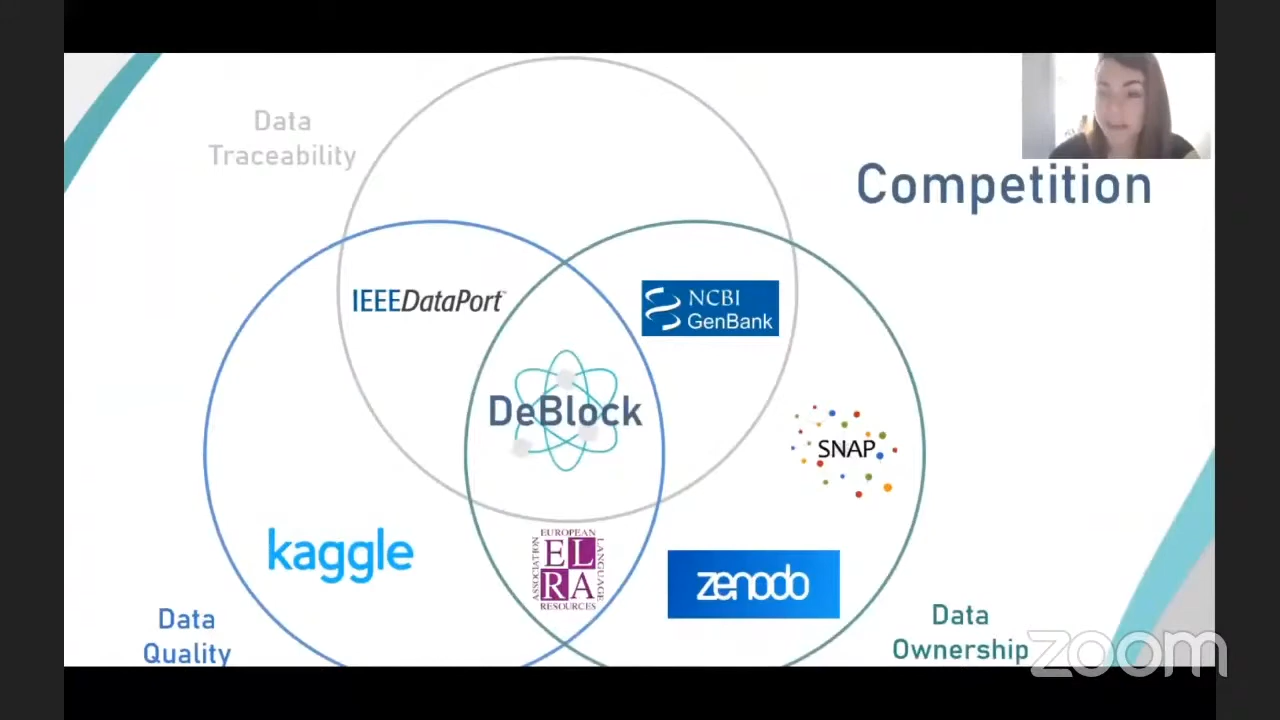 Data
Traceability
Competition
IEEEDataPort
NCBI
GenBank
DeBlock
SNAP
kaggle
EUROPEAN
ASSOCIATION
EL
RA
LANGUAGE
RESOURCES
zenodo
Data
Quality
Data
Ownership
zoom